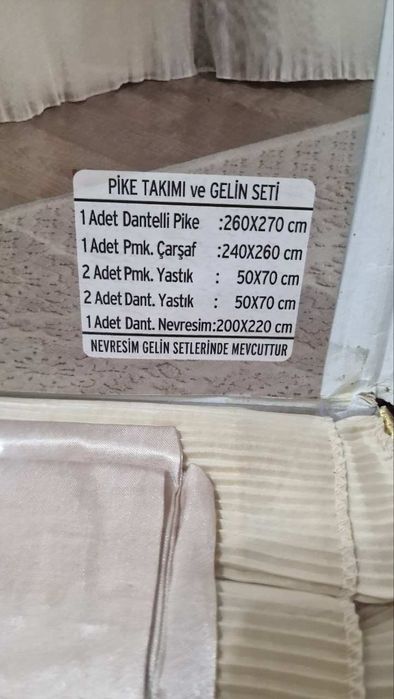 PİKE TAKIMI ve GELİN SETİ
1 Adet Dantelli Pike :260X270 cm
1 Adet Pmk. Çarşaf :240X260 cm
2 Adet Pmk. Yastık : 50X70 cm
2 Adet Dant. Yastık : 50X70 cm
1 Adet Dant. Nevresim:200X220 cm
NEVRESİM GELİN SETLERİNDE MEVCUTTUR